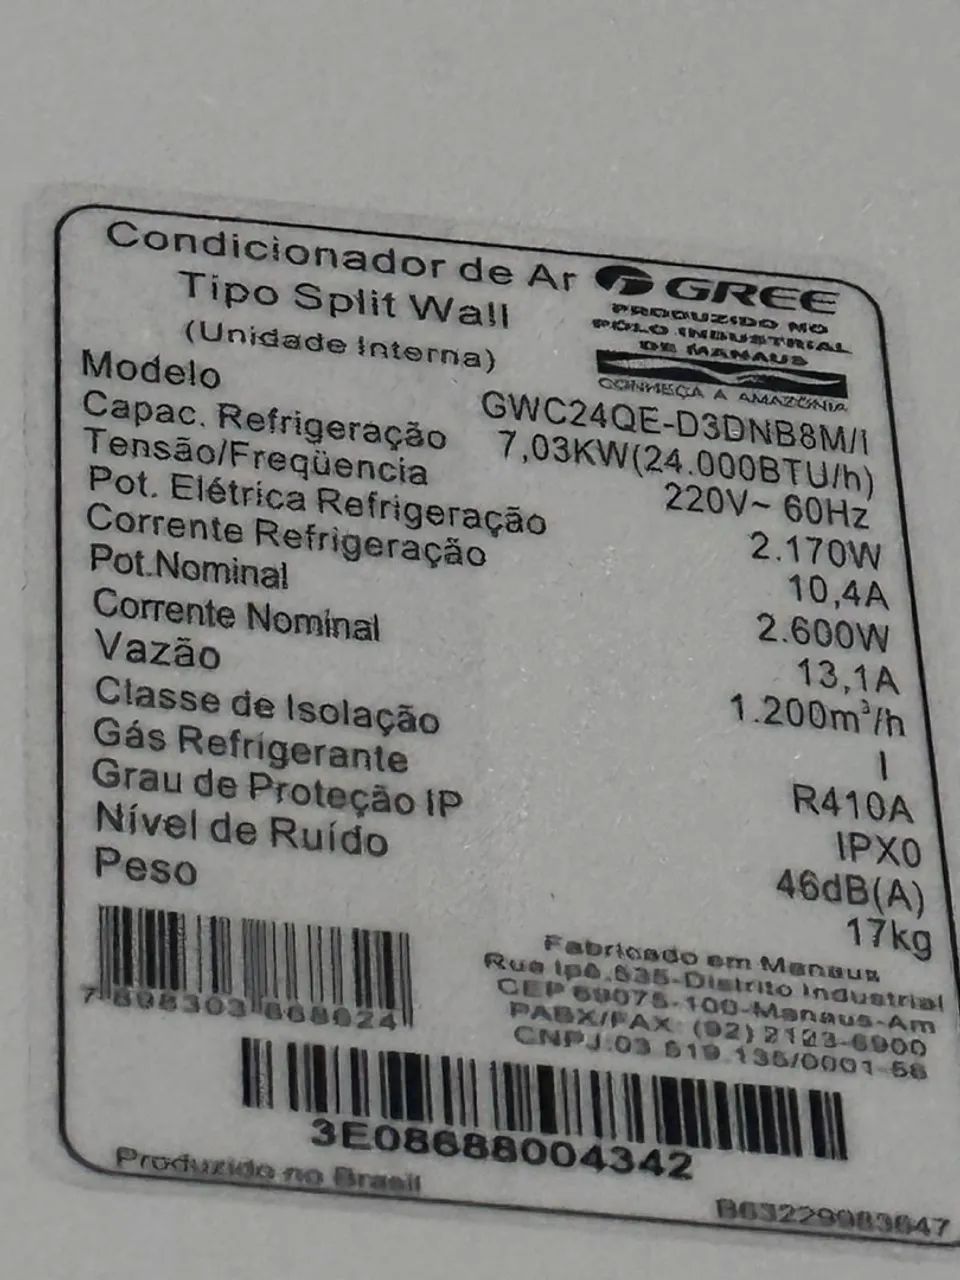 Condicionador de Ar
Tipo Split Wall
(Unidade Interna)
GREE
PRODUZIDO NO
PÓLO INDUSTRIAL
DE MANAUS
CONHEÇA A AMAZÔNIA
Modelo GWC24QE-D3DNB8M/I
Capac. Refrigeração 7,03KW(24.000BTU/h)
Tensão/Freqüencia 220V~ 60Hz
Pot. Elétrica Refrigeração 2.170W
Corrente Refrigeração 10,4A
Pot.Nominal 2.600W
Corrente Nominal 13,1A
Vazão 1.200m³/h
Classe de Isolação I
Gás Refrigerante R410A
Grau de Proteção IP IPX0
Nível de Ruído 46dB(A)
Peso 17kg
Fabricado em Manaus
Rua Ipê,535-Distrito Industrial
CEP 69075-100-Manaus-Am
PABX/FAX: (92) 2123-6900
CNPJ:03.519.135/0001-56
3E08688004342
Produzido no Brasil